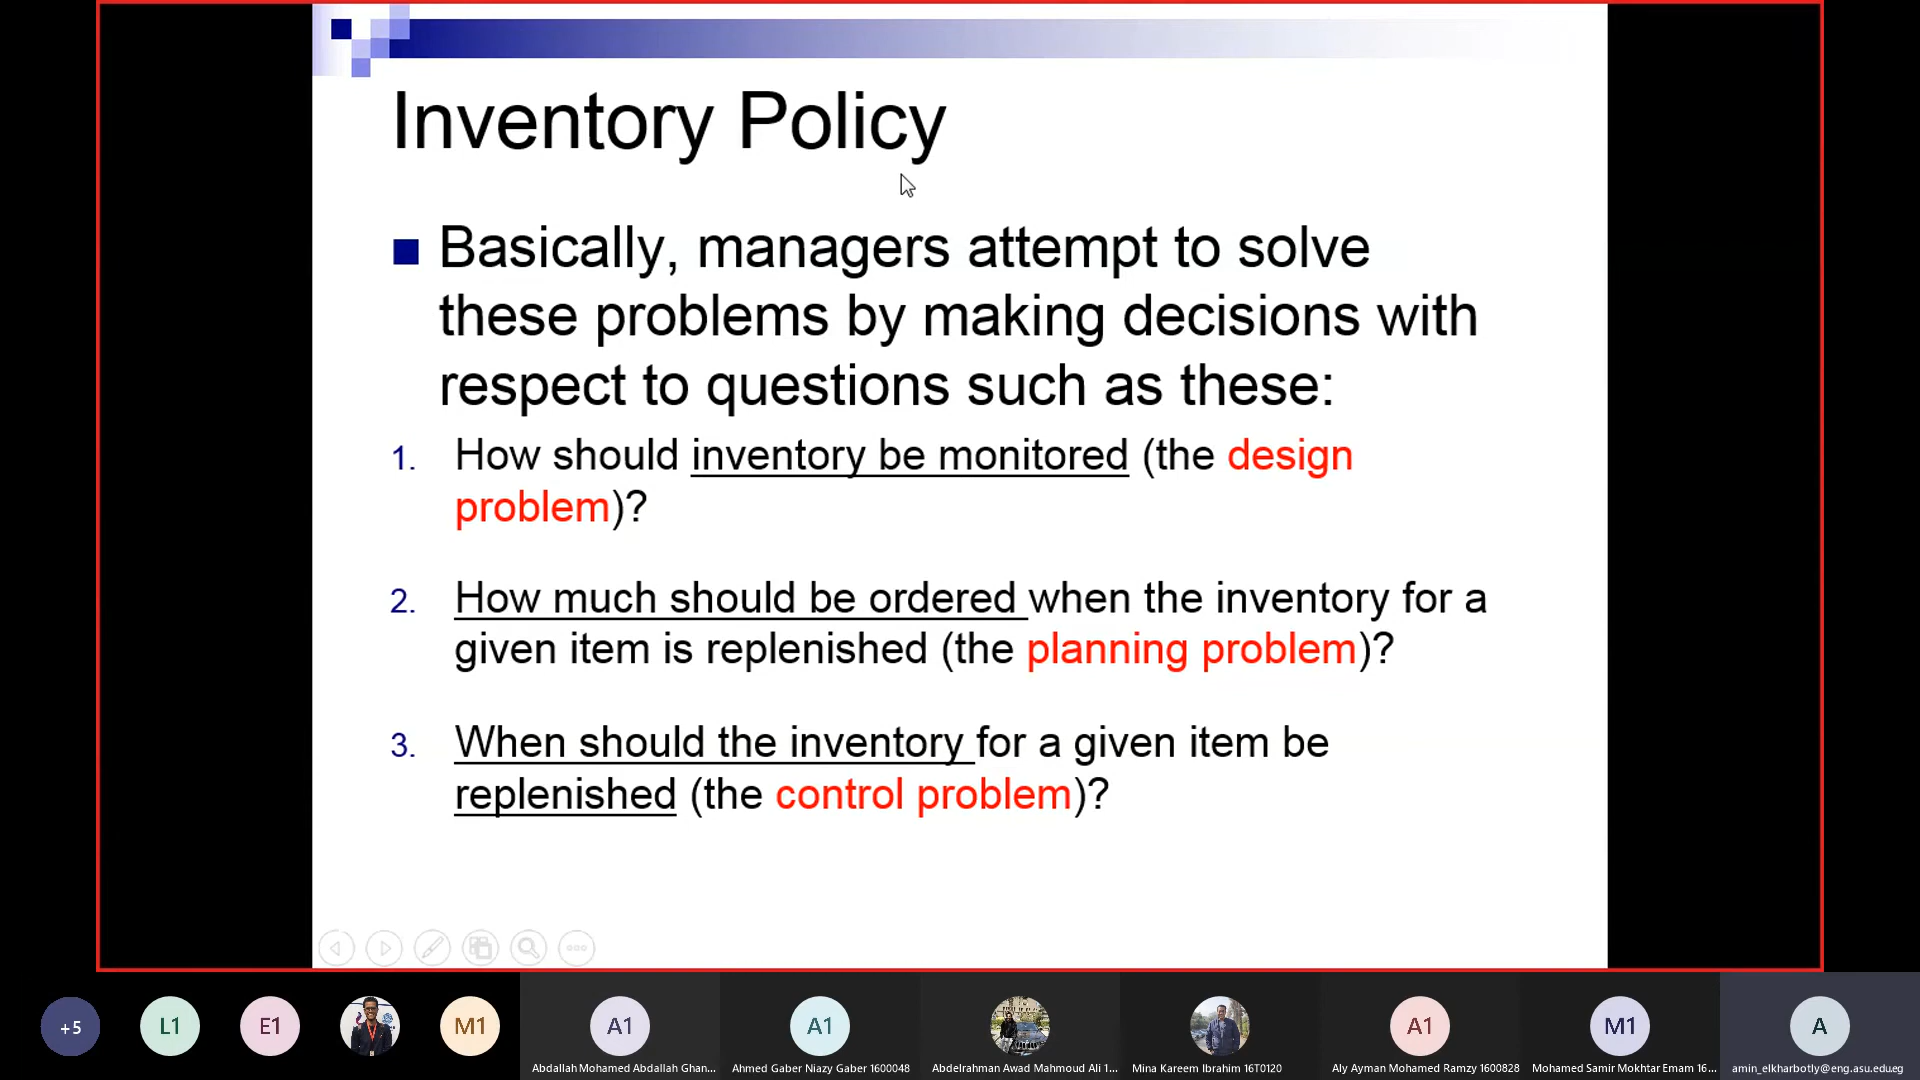 Inventory Policy
Basically, managers attempt to solve
these problems by making decisions with
respect to questions such as these:
1. How should inventory be monitored (the design
problem)?
2. How much should be ordered when the inventory for a
given item is replenished (the planning problem)?
3. When should the inventory for a given item be
replenished (the control problem)?
+5
L1
E1
M1
A1
A1
A1
M1
A
Abdallah Mohamed Abdallah Ghan...
Ahmed Gaber Niazy Gaber 1600048
Abdelrahman Awad Mahmoud Ali 1...
Mina Kareem Ibrahim 16T0120
Aly Ayman Mohamed Ramzy 1600828
Mohamed Samir Mokhtar Emam 16...
amin_elkharbotly@eng.asu.edu.eg